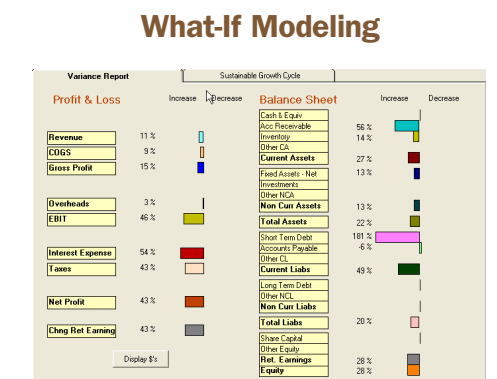 What-If Modeling
Variance Report
Sustainable Growth Cycle
Profit & Loss
Increase Decrease
Revenue 11 %
COGS 9 %
Gross Profit 15 %
Overheads 3 %
EBIT 46 %
Interest Expense 54 %
Taxes 43 %
Net Profit 43 %
Chng Ret Earning 43 %
Display $'s
Balance Sheet
Increase Decrease
Cash & Equiv
Acc Receivable 56 %
Inventory 14 %
Other CA
Current Assets 27 %
Fixed Assets - Net 13 %
Investments
Other NCA
Non Curr Assets 13 %
Total Assets 22 %
Short Term Debt 181 %
Accounts Payable -6 %
Other CL
Current Liabs 49 %
Long Term Debt
Other NCL
Non Curr Liabs
Total Liabs 20 %
Share Capital
Other Equity
Ret. Earnings 28 %
Equity 28 %